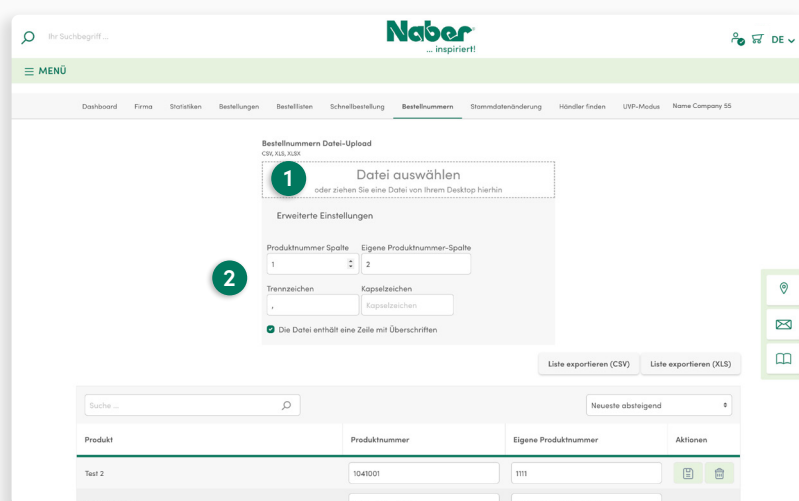 Ihr Suchbegriff ...
Naber
... inspiriert!
DE
MENÜ
Dashboard Firma Statistiken Bestellungen Bestelllisten Schnellbestellung Bestellnummern Stammdatenänderung Händler finden UVP-Modus Name Company 55
Bestellnummern Datei-Upload
CSV, XLS, XLSX
1
Datei auswählen
oder ziehen Sie eine Datei von Ihrem Desktop hierhin
Erweiterte Einstellungen
2
Produktnummer Spalte Eigene Produktnummer-Spalte
1 2
Trennzeichen Kapselzeichen
, Kapselzeichen
Die Datei enthält eine Zeile mit Überschriften
Liste exportieren (CSV) Liste exportieren (XLS)
Suche ... Neueste absteigend
Produkt Produktnummer Eigene Produktnummer Aktionen
Test 2 1041001 1111